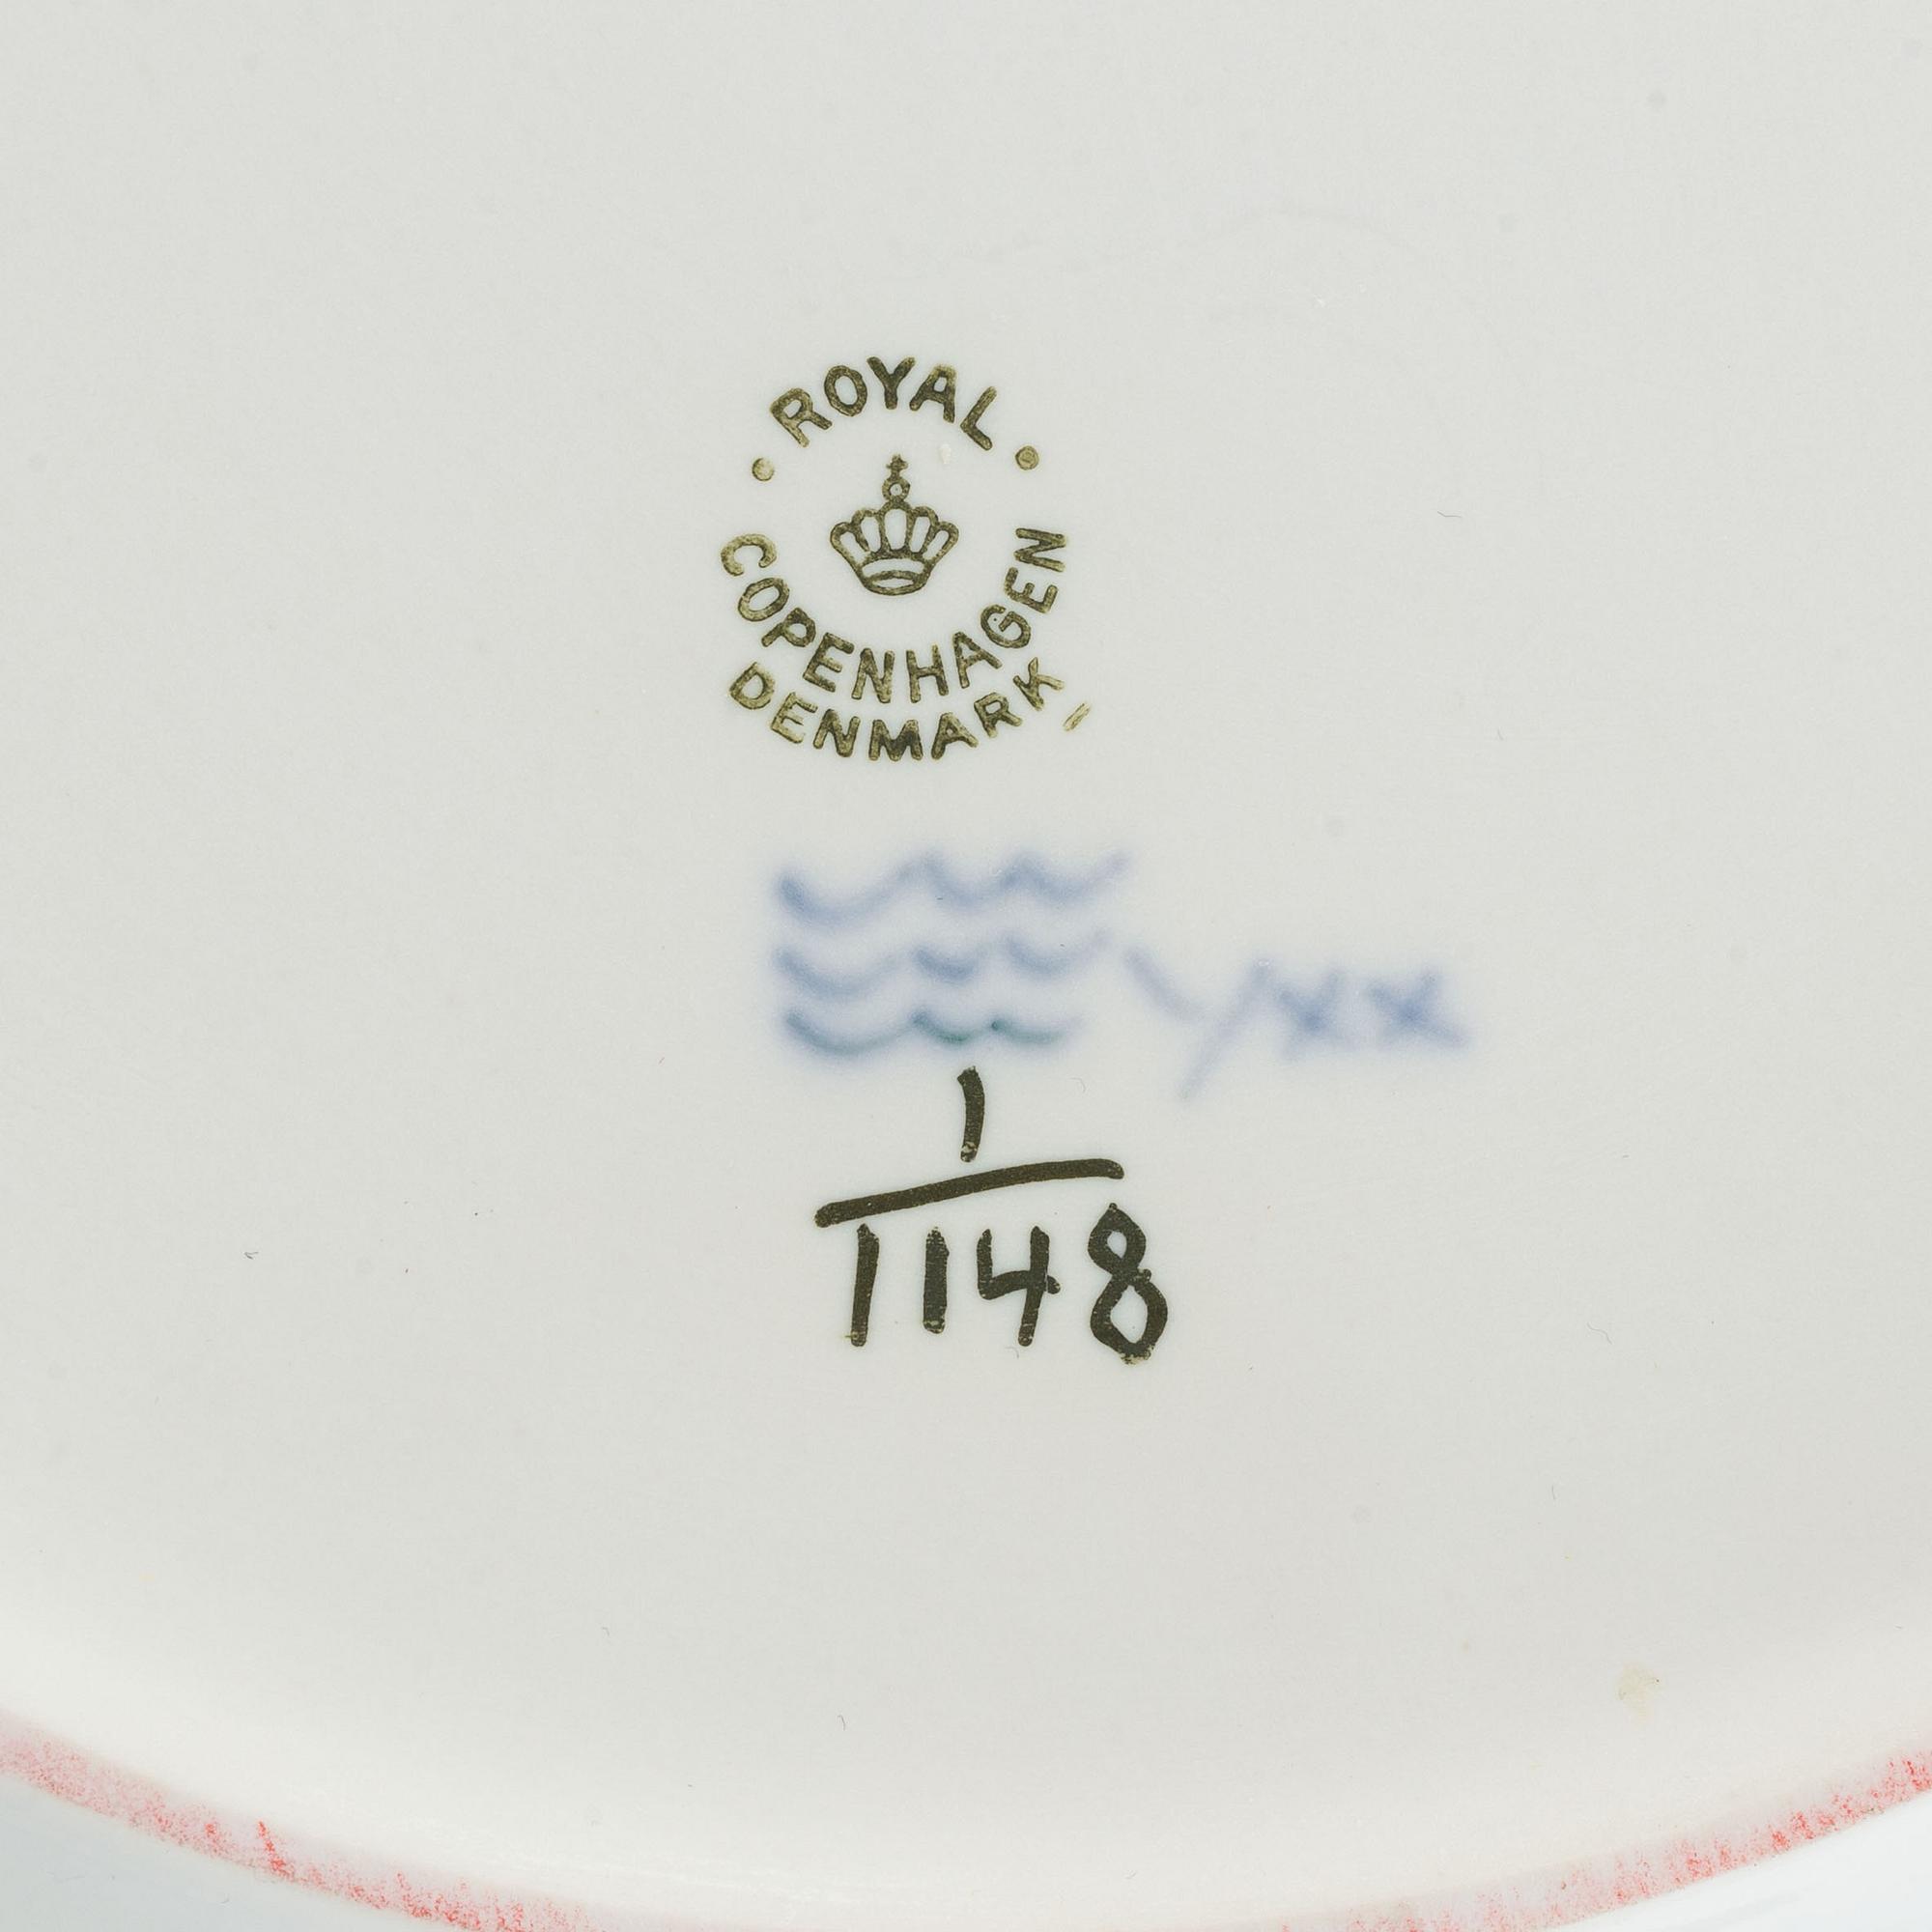 ROYAL
COPENHAGEN
DENMARK
1
1148